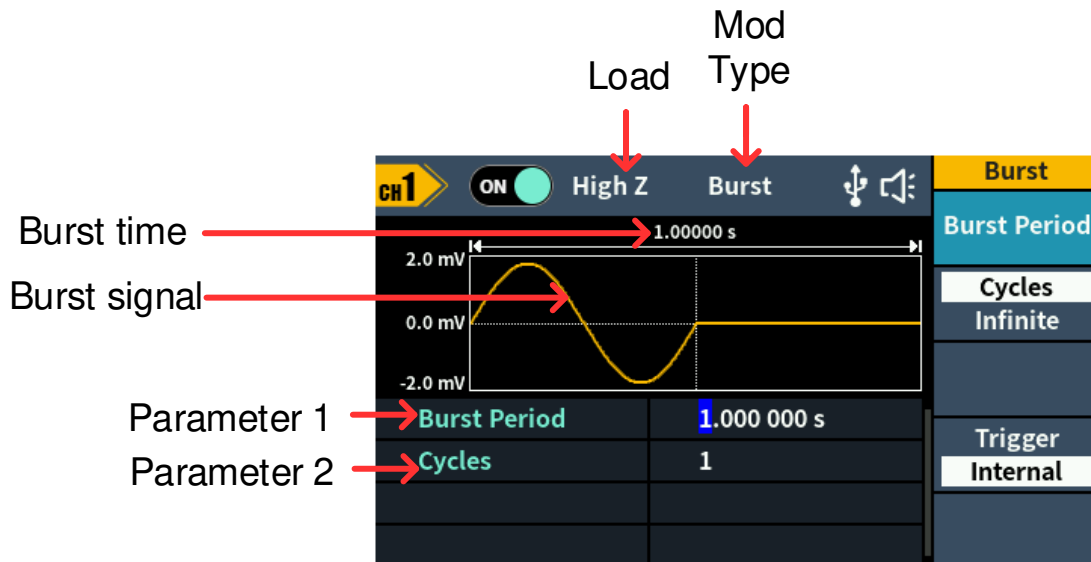 Mod
Type
Load
CH1 ON High Z Burst
Burst
Burst time
1.00000 s
Burst Period
2.0 mV
Burst signal
Cycles
Infinite
0.0 mV
-2.0 mV
Parameter 1
Burst Period 1.000 000 s
Trigger
Parameter 2
Cycles 1
Internal